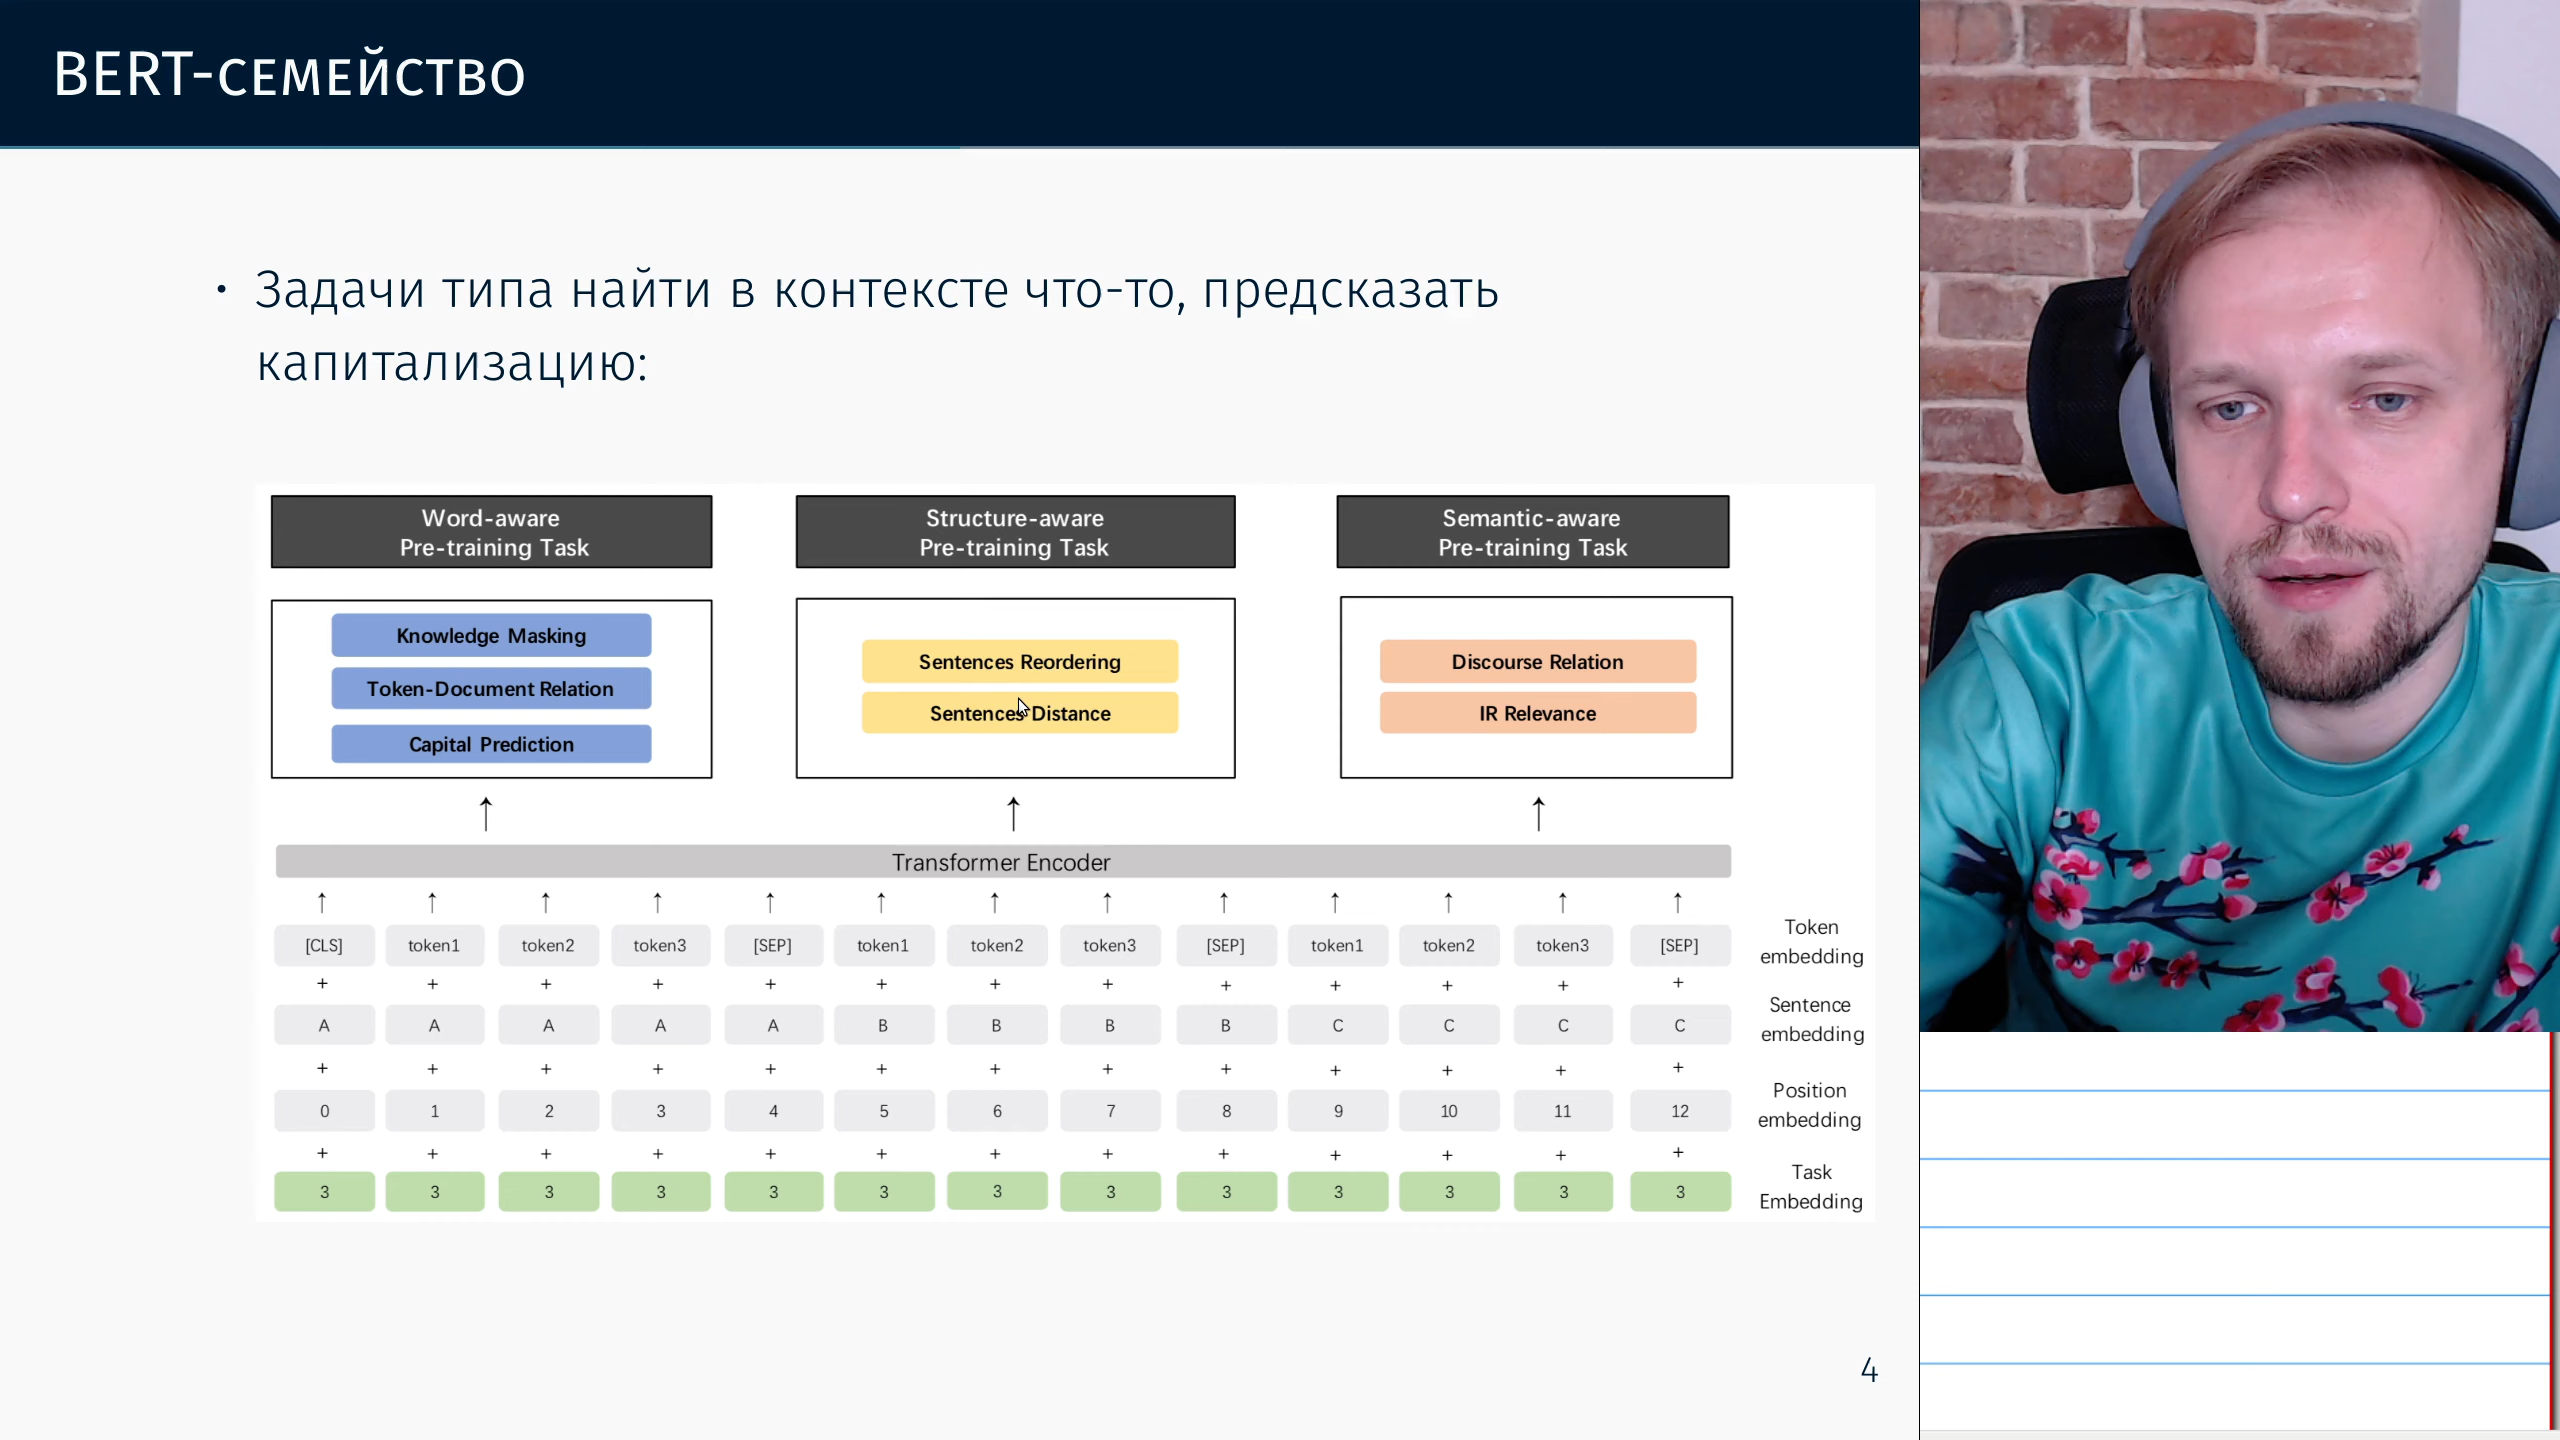 BERT-семейство
• Задачи типа найти в контексте что-то, предсказать
капитализацию:
Word-aware
Pre-training Task
Structure-aware
Pre-training Task
Semantic-aware
Pre-training Task
Knowledge Masking
Token-Document Relation
Capital Prediction
Sentences Reordering
Sentences Distance
Discourse Relation
IR Relevance
Transformer Encoder
[CLS] token1 token2 token3 [SEP] token1 token2 token3 [SEP] token1 token2 token3 [SEP]
Token
embedding
+ + + + + + + + + + + + +
A A A A A B B B B C C C C
Sentence
embedding
+ + + + + + + + + + + + +
0 1 2 3 4 5 6 7 8 9 10 11 12
Position
embedding
+ + + + + + + + + + + + +
3 3 3 3 3 3 3 3 3 3 3 3 3
Task
Embedding
4